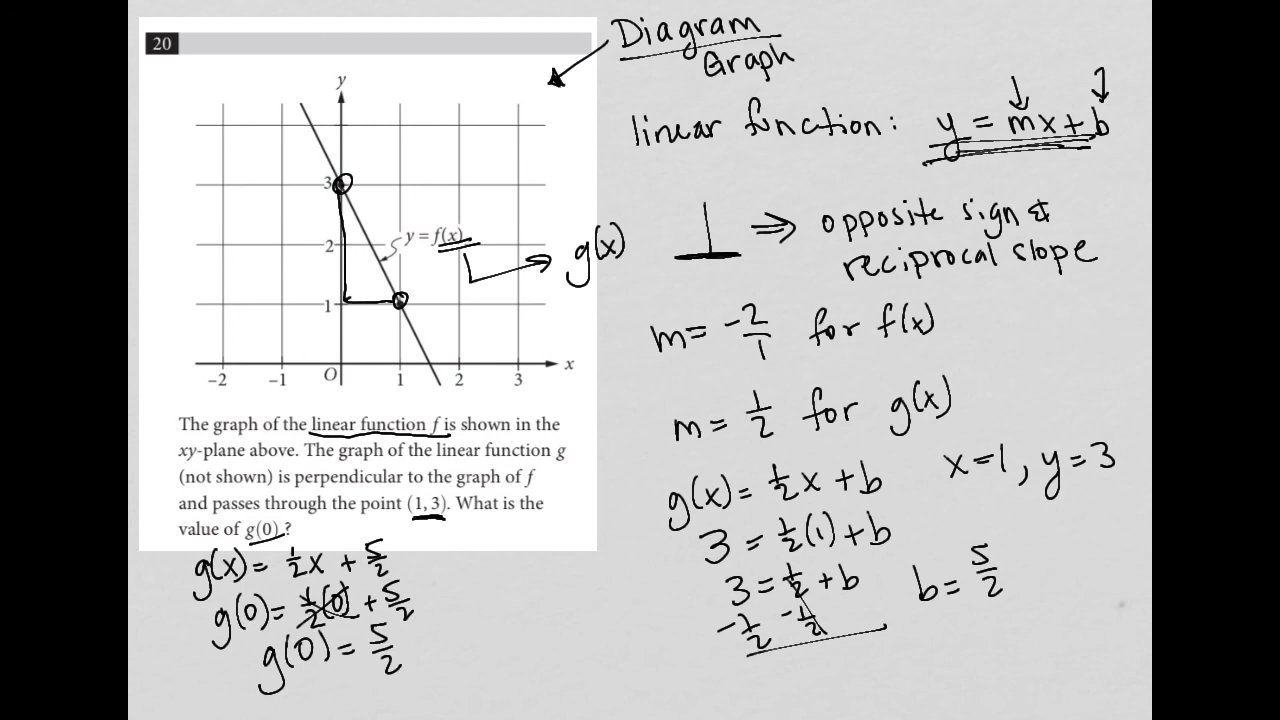 20
y
3
2
1
y = f(x)
g(x)
-2 -1 O 1 2 3 x
The graph of the linear function f is shown in the
xy-plane above. The graph of the linear function g
(not shown) is perpendicular to the graph of f
and passes through the point (1, 3). What is the
value of g(0) ?
g(x) = 1/2 x + 5/2
g(0) = 1/2 (0) + 5/2
g(0) = 5/2
Diagram
Graph
linear function: y = mx + b
⊥ ⇒ opposite sign &
reciprocal slope
m = -2/1 for f(x)
m = 1/2 for g(x)
g(x) = 1/2 x + b x = 1, y = 3
3 = 1/2 (1) + b
3 = 1/2 + b b = 5/2
-1/2 -1/2